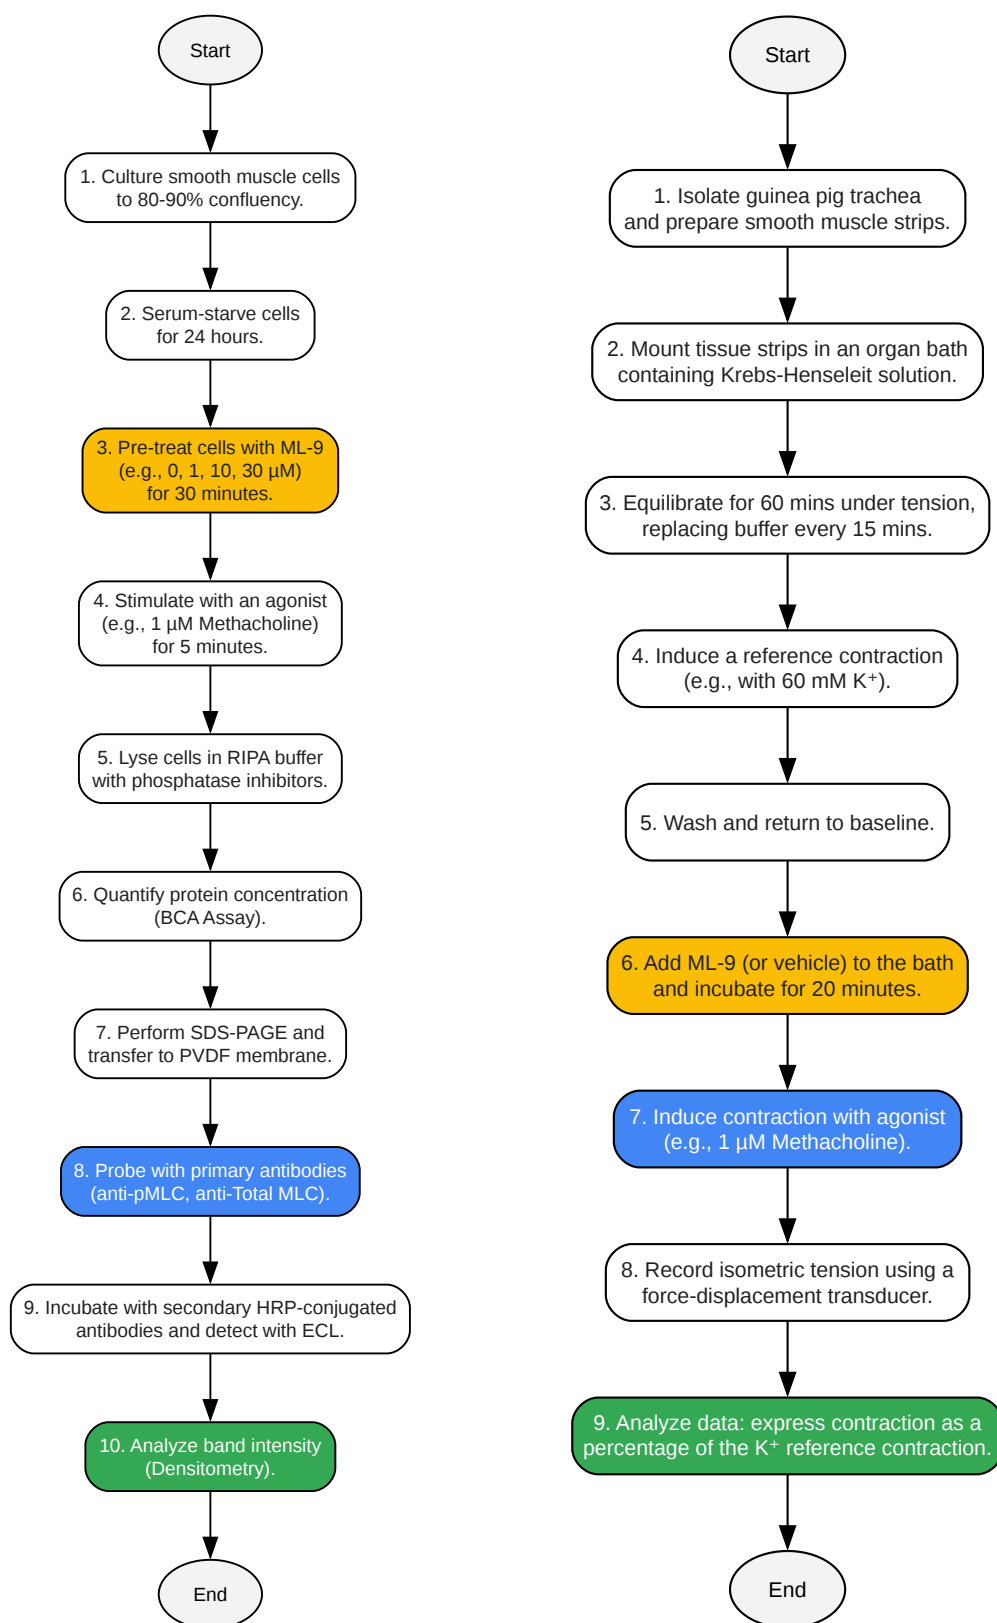 Start
1. Culture smooth muscle cells
to 80-90% confluency.
2. Serum-starve cells
for 24 hours.
3. Pre-treat cells with ML-9
(e.g., 0, 1, 10, 30 µM)
for 30 minutes.
4. Stimulate with an agonist
(e.g., 1 µM Methacholine)
for 5 minutes.
5. Lyse cells in RIPA buffer
with phosphatase inhibitors.
6. Quantify protein concentration
(BCA Assay).
7. Perform SDS-PAGE and
transfer to PVDF membrane.
8. Probe with primary antibodies
(anti-pMLC, anti-Total MLC).
9. Incubate with secondary HRP-conjugated
antibodies and detect with ECL.
10. Analyze band intensity
(Densitometry).
End
Start
1. Isolate guinea pig trachea
and prepare smooth muscle strips.
2. Mount tissue strips in an organ bath
containing Krebs-Henseleit solution.
3. Equilibrate for 60 mins under tension,
replacing buffer every 15 mins.
4. Induce a reference contraction
(e.g., with 60 mM K⁺).
5. Wash and return to baseline.
6. Add ML-9 (or vehicle) to the bath
and incubate for 20 minutes.
7. Induce contraction with agonist
(e.g., 1 µM Methacholine).
8. Record isometric tension using a
force-displacement transducer.
9. Analyze data: express contraction as a
percentage of the K⁺ reference contraction.
End